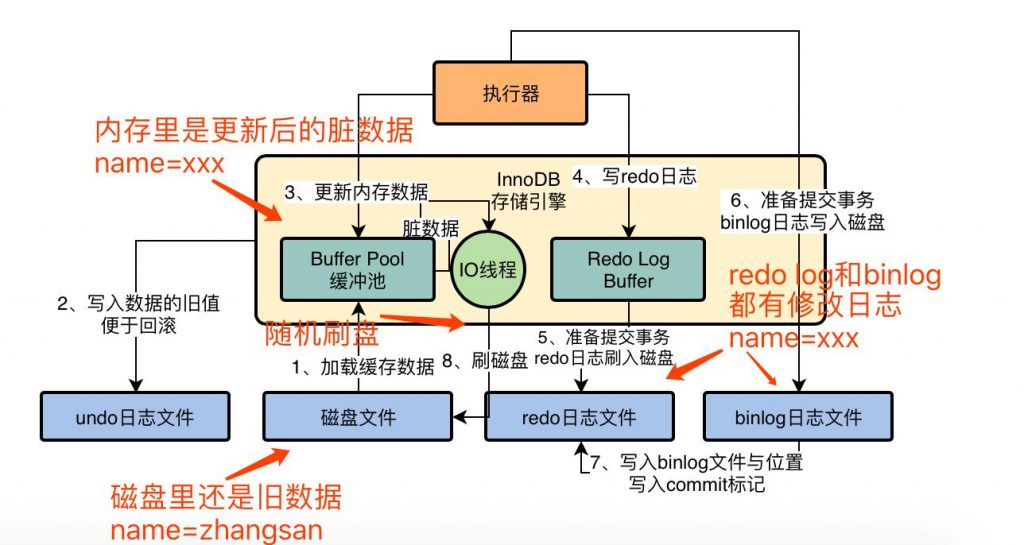 执行器
内存里是更新后的脏数据
name=xxx
InnoDB
存储引擎
3、更新内存数据
4、写redo日志
6、准备提交事务
binlog日志写入磁盘
脏数据
Buffer Pool
缓冲池
IO线程
Redo Log
Buffer
redo log和binlog
都有修改日志
name=xxx
2、写入数据的旧值
便于回滚
随机刷盘
5、准备提交事务
redo日志刷入磁盘
1、加载缓存数据
8、刷磁盘
undo日志文件
磁盘文件
redo日志文件
binlog日志文件
7、写入binlog文件与位置
写入commit标记
磁盘里还是旧数据
name=zhangsan